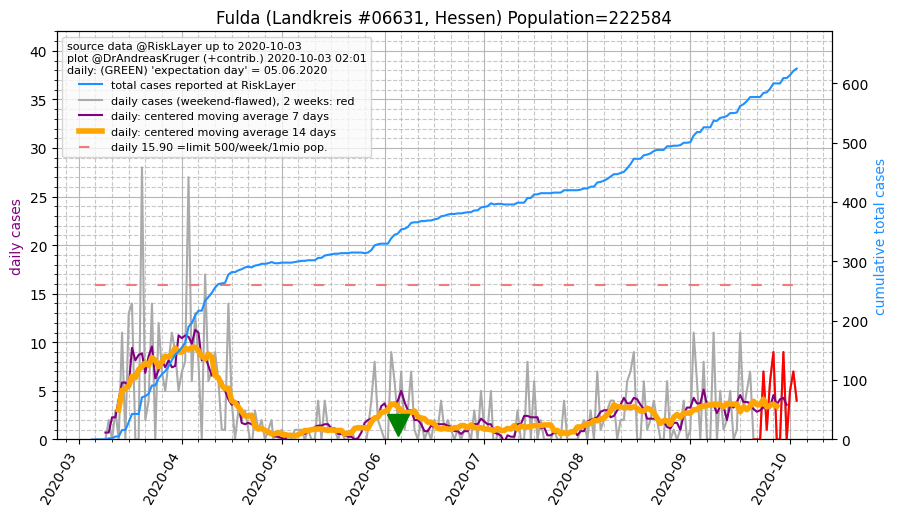 Fulda (Landkreis #06631, Hessen) Population=222584
source data @RiskLayer up to 2020-10-03
plot @DrAndreasKruger (+contrib.) 2020-10-03 02:01
daily: (GREEN) 'expectation day' = 05.06.2020
total cases reported at RiskLayer
daily cases (weekend-flawed), 2 weeks: red
daily: centered moving average 7 days
daily: centered moving average 14 days
daily 15.90 =limit 500/week/1mio pop.
daily cases
40
35
30
25
20
15
10
5
0
cumulative total cases
600
500
400
300
200
100
0
2020-03
2020-04
2020-05
2020-06
2020-07
2020-08
2020-09
2020-10